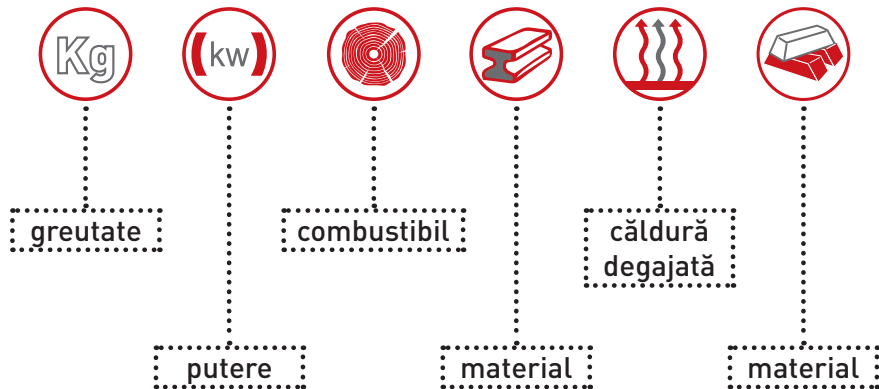 Kg
(kw)
greutate
combustibil
căldură
degajată
putere
material
material